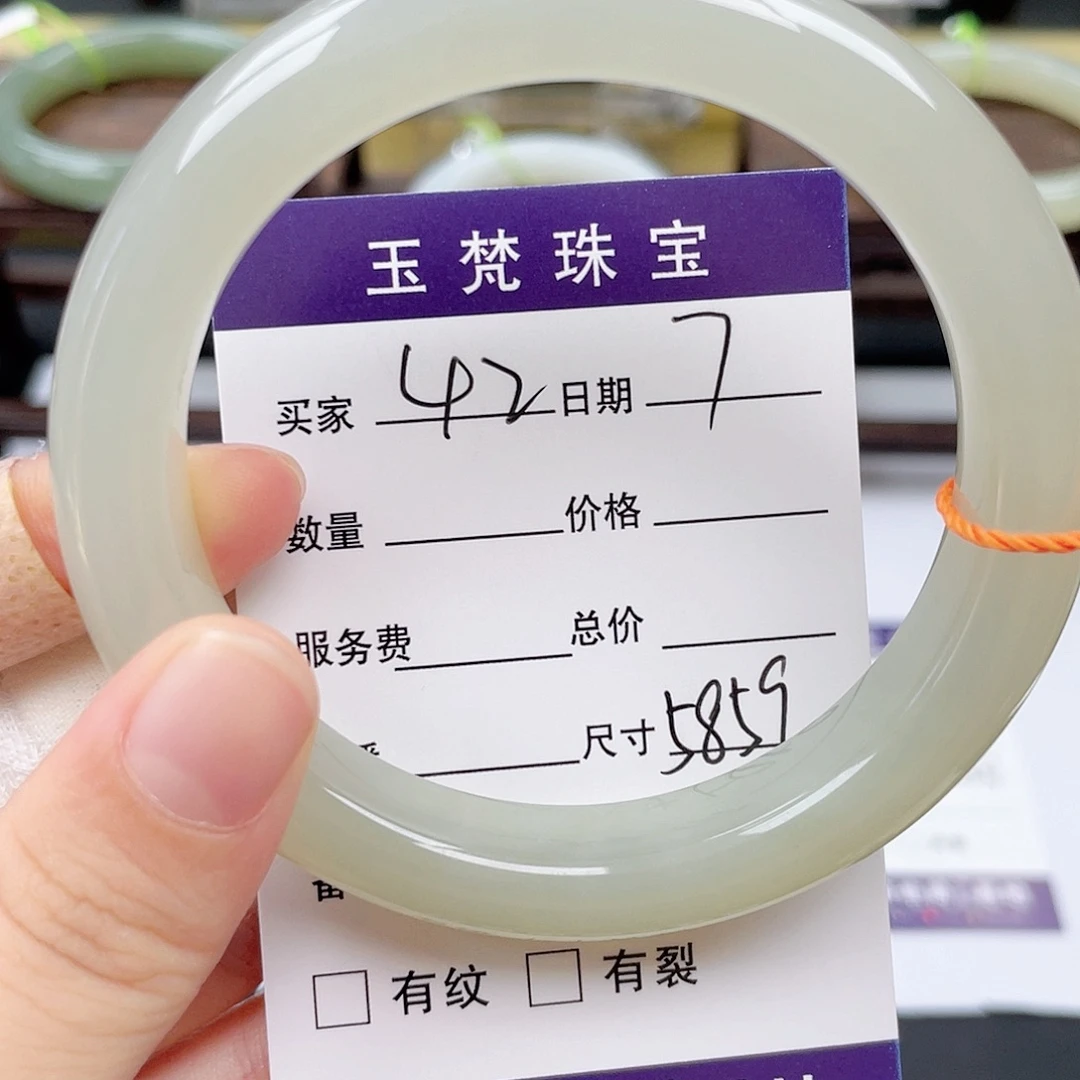 玉梵珠宝
买家 42 日期 7
数量 价格
服务费 总价
尺寸 5859
备
有纹 有裂